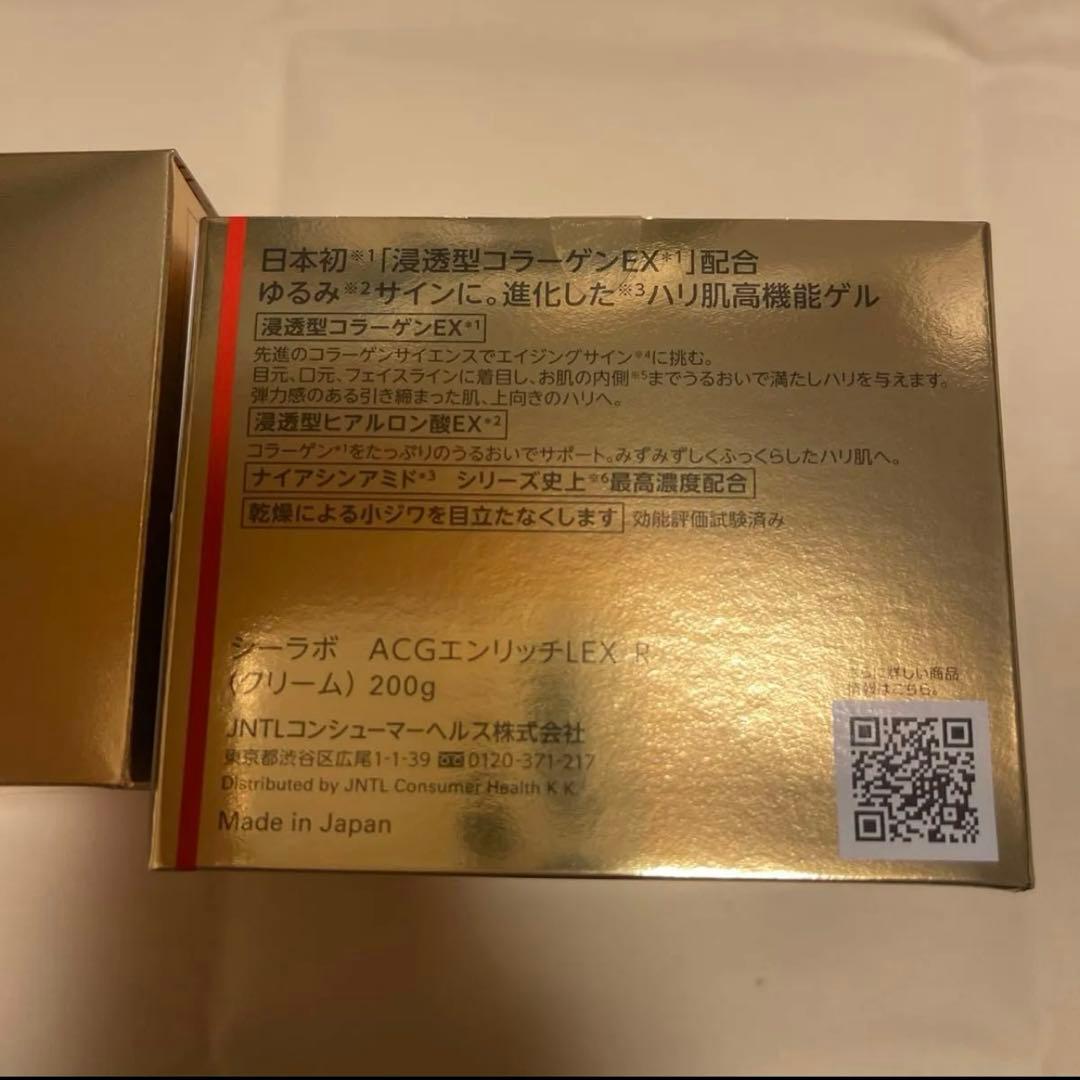 日本初※1「浸透型コラーゲンEX*1」配合
ゆるみ※2サインに。進化した※3ハリ肌高機能ゲル
浸透型コラーゲンEX*1
先進のコラーゲンサイエンスでエイジングサイン※4に挑む。
目元、口元、フェイスラインに着目し、お肌の内側※5までうるおいで満たしハリを与えます。
弾力感のある引き締まった肌、上向きのハリへ。
浸透型ヒアルロン酸EX*2
コラーゲン*1をたっぷりのうるおいでサポート。みずみずしくふっくらしたハリ肌へ。
ナイアシンアミド*3 シリーズ史上※6最高濃度配合
乾燥による小ジワを目立たなくします 効能評価試験済み
シーラボ ACGエンリッチLEX R
(クリーム) 200g
さらに詳しい商品
情報はこちら。
JNTLコンシューマーヘルス株式会社
東京都渋谷区広尾1-1-39 0120-371-217
Distributed by JNTL Consumer Health K.K.
Made in Japan